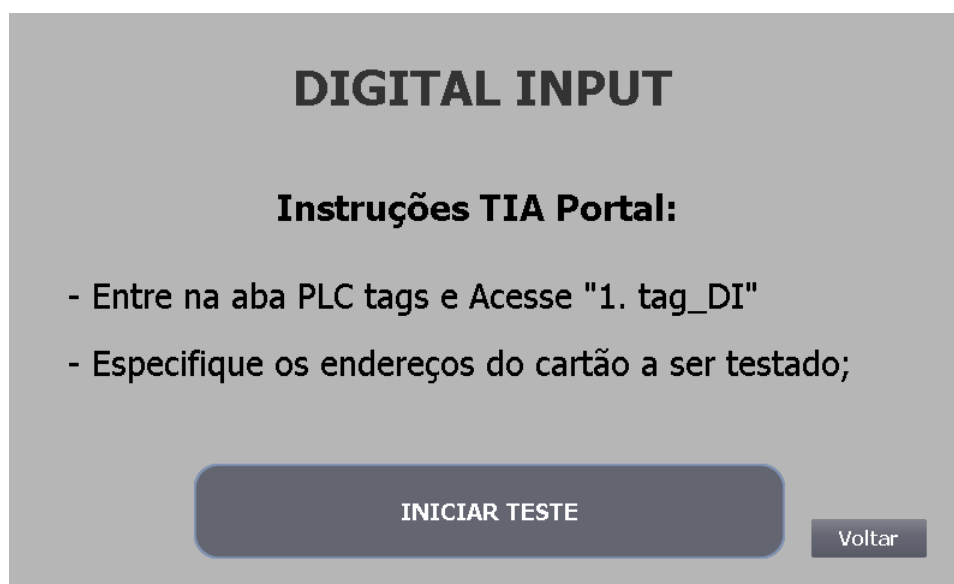 DIGITAL INPUT
Instruções TIA Portal:
- Entre na aba PLC tags e Acesse "1. tag_DI"
- Especifique os endereços do cartão a ser testado;
INICIAR TESTE
Voltar